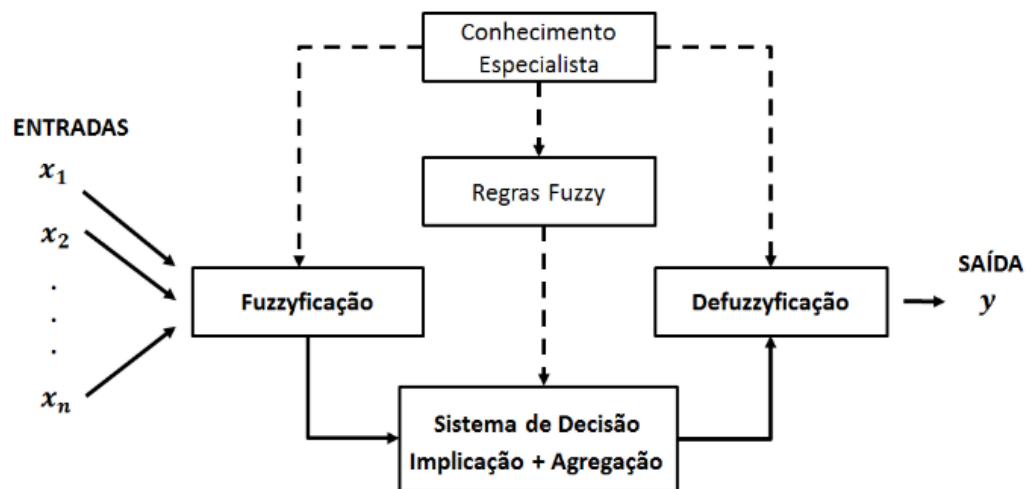 Conhecimento
Especialista
ENTRADAS
x₁
Regras Fuzzy
x₂
SAÍDA
.
Fuzzyficação
Defuzzyficação
y
.
.
xₙ
Sistema de Decisão
Implicação + Agregação